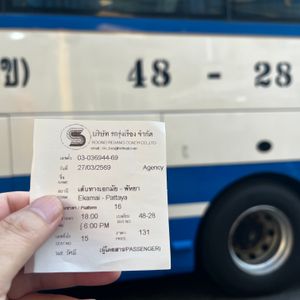 ข) 48 - 28
บริษัท รถรุ่งเรือง จำกัด
ROONG REUANG COACH CO.,LTD
03-036944-69
27/03/2569 Agency
เส้นทางเอกมัย - พัทยา
Ekamai - Pattaya
16
18.00 48-28
( 6:00 PM
131
15
(ผู้โดยสาร/PASSENGER)